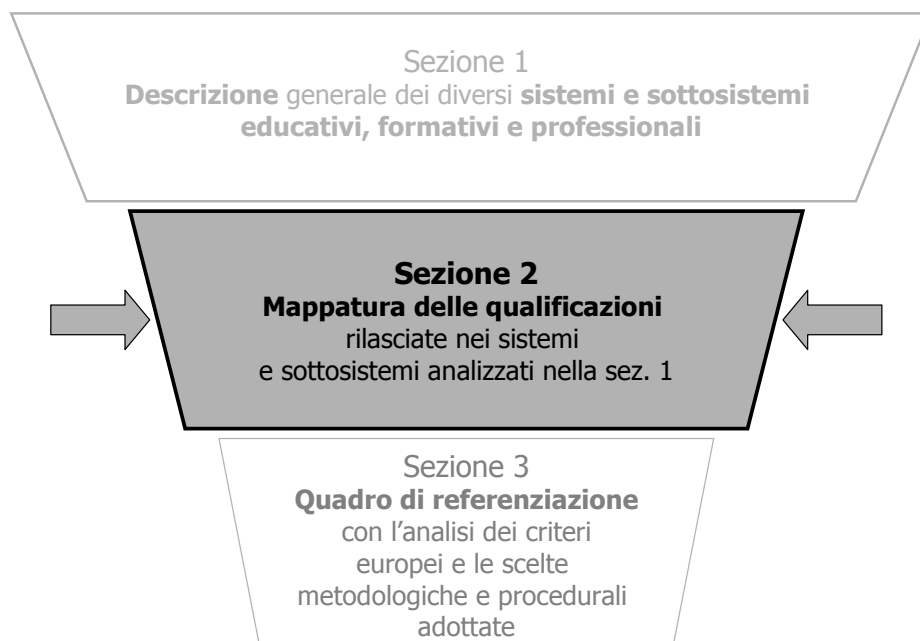 Sezione 1
Descrizione generale dei diversi sistemi e sottosistemi
educativi, formativi e professionali
Sezione 2
Mappatura delle qualificazioni
rilasciate nei sistemi
e sottosistemi analizzati nella sez. 1
Sezione 3
Quadro di referenziazione
con l'analisi dei criteri
europei e le scelte
metodologiche e procedurali
adottate